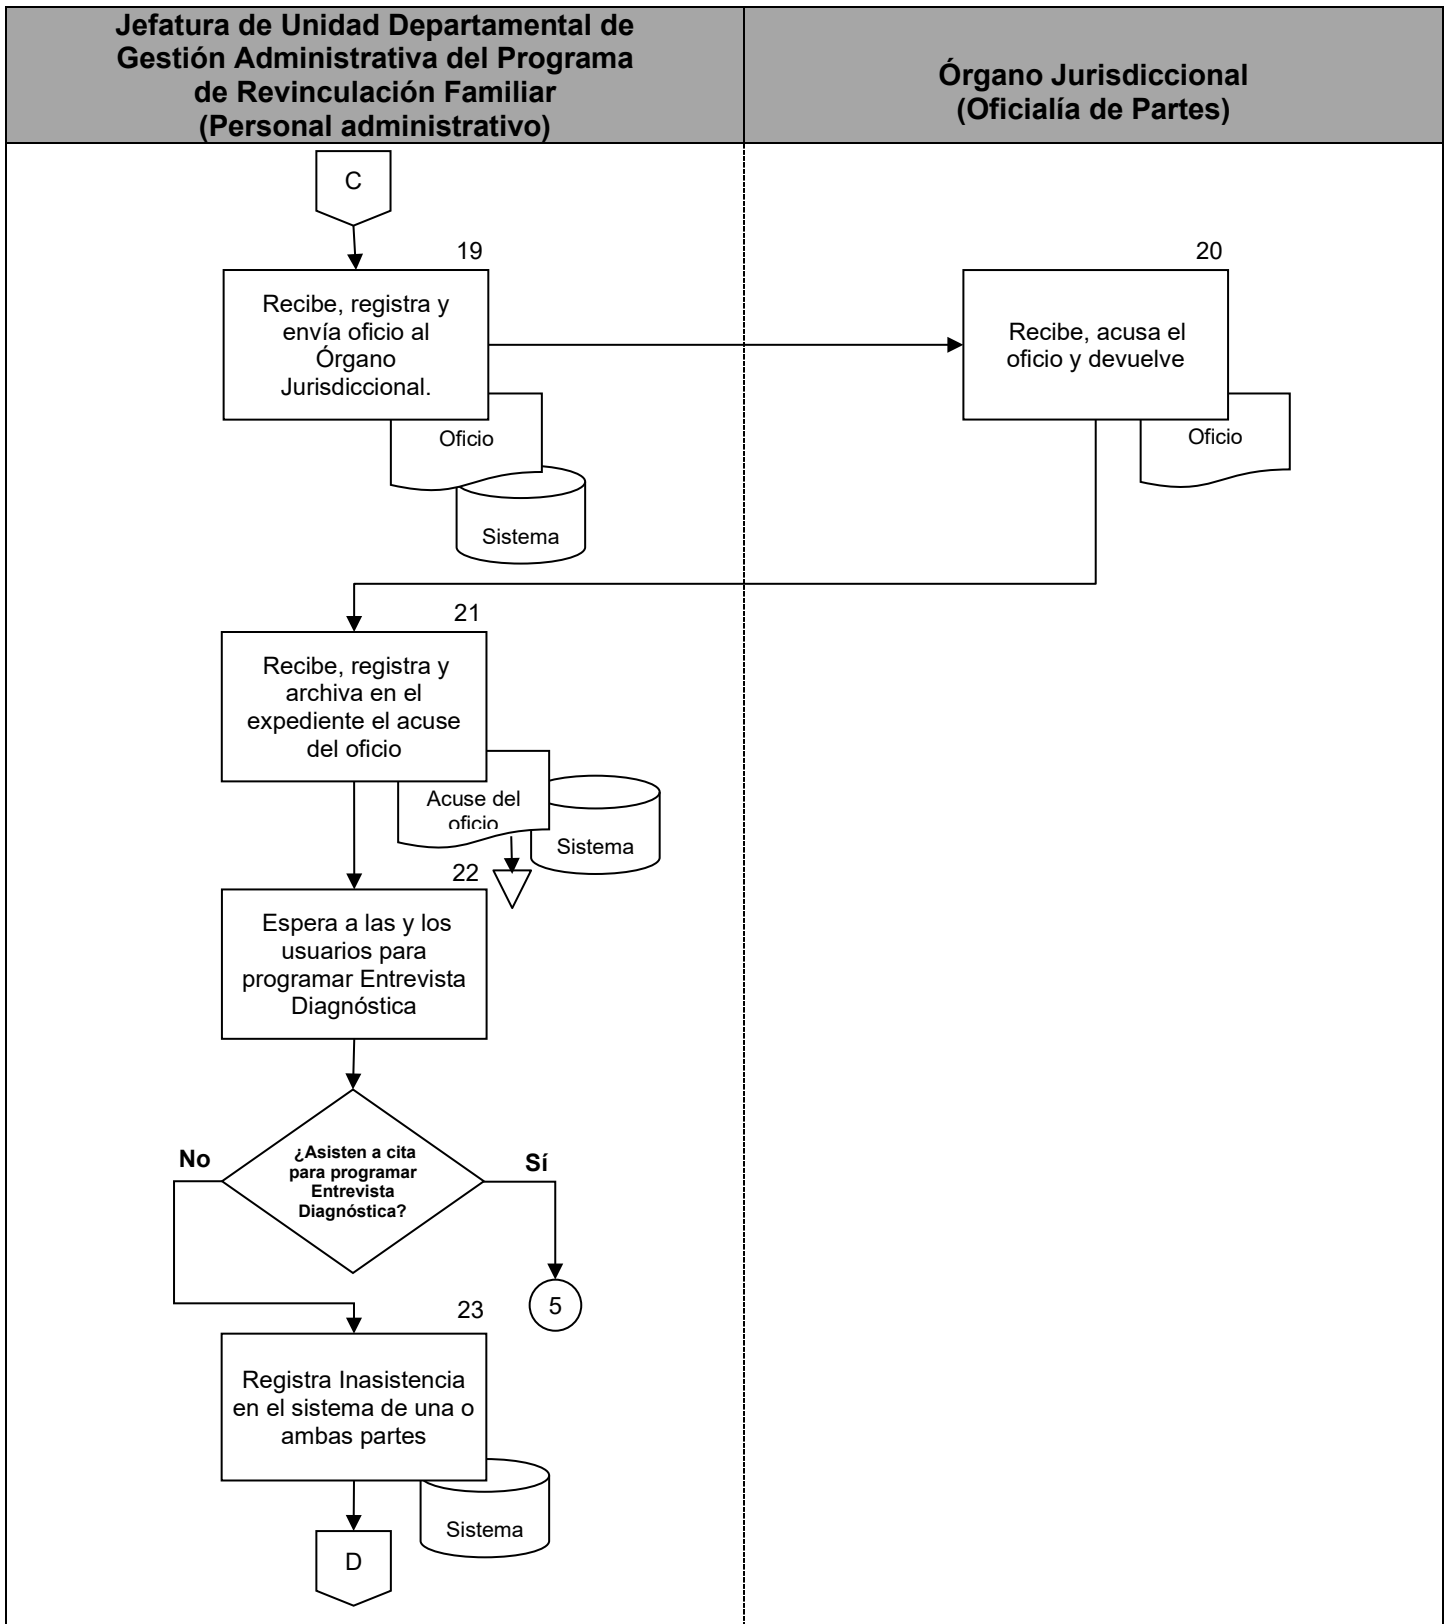 Jefatura de Unidad Departamental de
Gestión Administrativa del Programa
de Revinculación Familiar
(Personal administrativo)
Órgano Jurisdiccional
(Oficialía de Partes)
C
19
Recibe, registra y
envía oficio al
Órgano
Jurisdiccional.
Oficio
Sistema
20
Recibe, acusa el
oficio y devuelve
Oficio
21
Recibe, registra y
archiva en el
expediente el acuse
del oficio
Acuse del
oficio
Sistema
22
Espera a las y los
usuarios para
programar Entrevista
Diagnóstica
¿Asisten a cita
para programar
Entrevista
Diagnóstica?
No
Sí
5
23
Registra Inasistencia
en el sistema de una o
ambas partes
Sistema
D